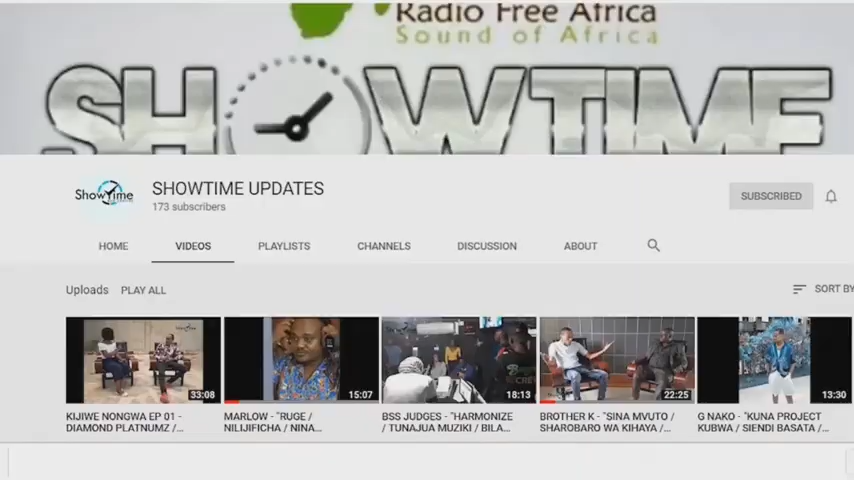 Radio Free Africa
Sound of Africa
SHOWTIME
ShowTime
SHOWTIME UPDATES
173 subscribers
SUBSCRIBED
HOME
VIDEOS
PLAYLISTS
CHANNELS
DISCUSSION
ABOUT
Uploads
PLAY ALL
SORT BY
33:08
15:07
18:13
22:25
13:30
KIJIWE NONGWA EP 01 -
DIAMOND PLATNUMZ /...
MARLOW - "RUGE /
NILIJIFICHA / NINA...
BSS JUDGES - "HARMONIZE
/ TUNAJUA MUZIKI / BILA...
BROTHER K - "SINA MVUTO /
SHAROBARO WA KIHAYA /...
G NAKO - "KUNA PROJECT
KUBWA / SIENDI BASATA /...